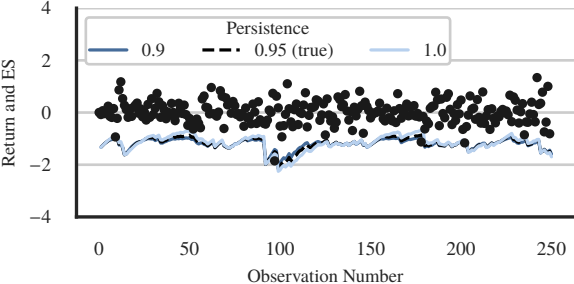 Persistence
0.9 0.95 (true) 1.0
4
2
0
−2
−4
Return and ES
0 50 100 150 200 250
Observation Number